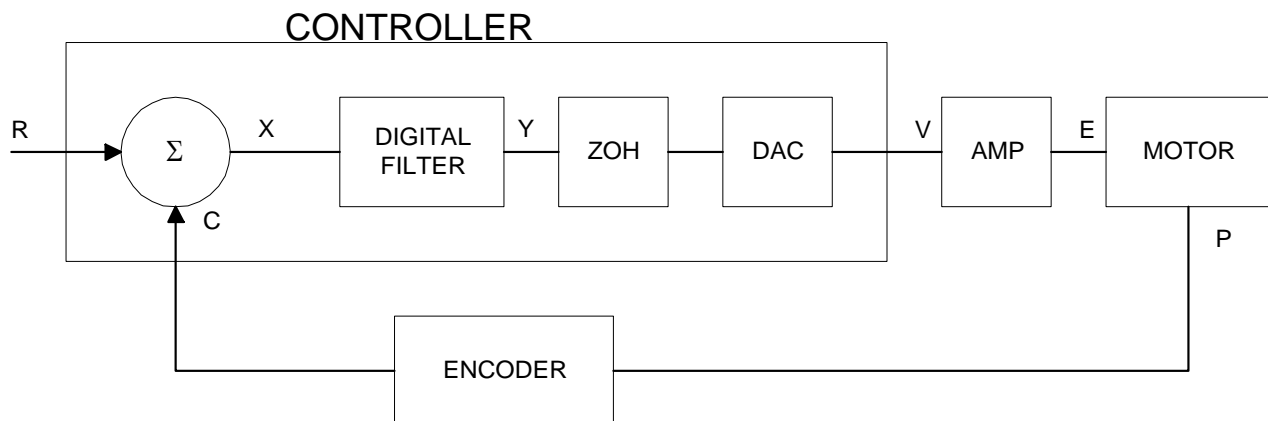 CONTROLLER
R
Σ
X
DIGITAL
FILTER
Y
ZOH
DAC
V
AMP
E
MOTOR
C
P
ENCODER